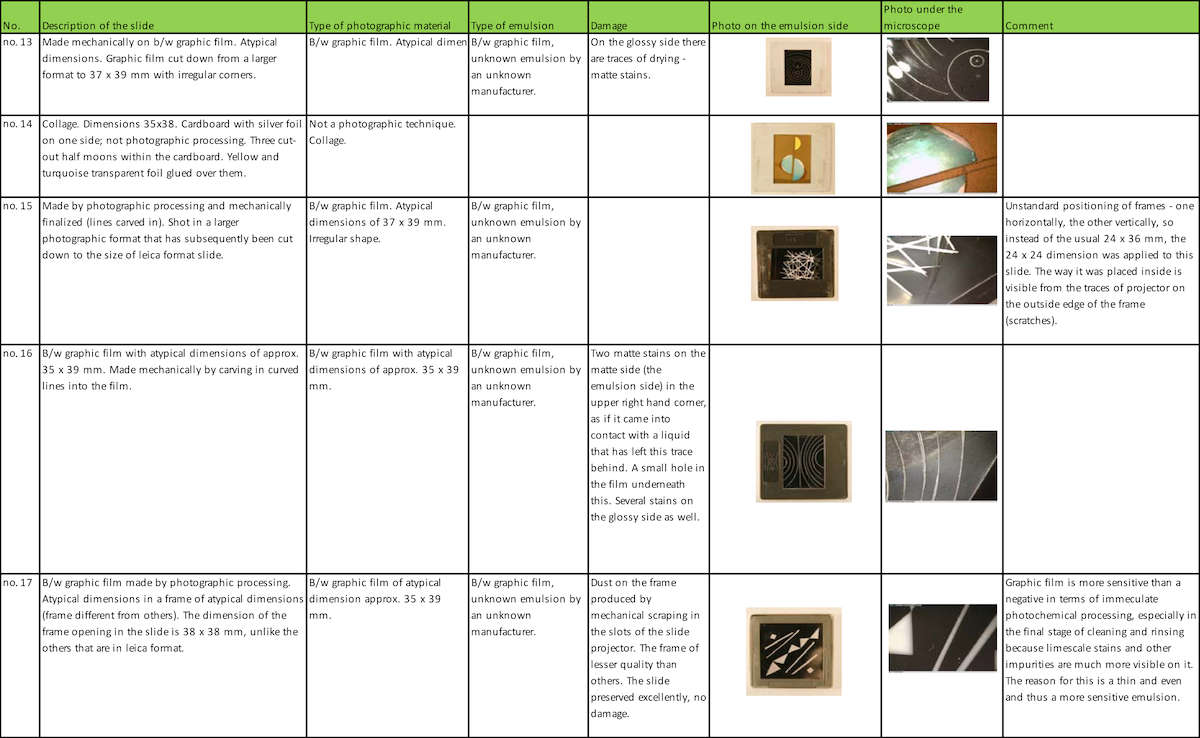 No.
Description of the slide
Type of photographic material
Type of emulsion
Damage
Photo on the emulsion side
Photo under the
microscope
Comment
no. 13
Made mechanically on b/w graphic film. Atypical
dimensions. Graphic film cut down from a larger
format to 37 x 39 mm with irregular corners.
B/w graphic film. Atypical dimen
B/w graphic film,
unknown emulsion by
an unknown
manufacturer.
On the glossy side there
are traces of drying -
matte stains.
no. 14
Collage. Dimensions 35x38. Cardboard with silver foil
on one side; not photographic processing. Three cut-
out half moons within the cardboard. Yellow and
turquoise transparent foil glued over them.
Not a photographic technique.
Collage.
no. 15
Made by photographic processing and mechanically
finalized (lines carved in). Shot in a larger
photographic format that has subsequently been cut
down to the size of leica format slide.
B/w graphic film. Atypical
dimensions of 37 x 39 mm.
Irregular shape.
B/w graphic film,
unknown emulsion by
an unknown
manufacturer.
Unstandard positioning of frames - one
horizontally, the other vertically, so
instead of the usual 24 x 36 mm, the
24 x 24 dimension was applied to this
slide. The way it was placed inside is
visible from the traces of projector on
the outside edge of the frame
(scratches).
no. 16
B/w graphic film with atypical dimensions of approx.
35 x 39 mm. Made mechanically by carving in curved
lines into the film.
B/w graphic film with atypical
dimensions of approx. 35 x 39
mm.
B/w graphic film,
unknown emulsion by
an unknown
manufacturer.
Two matte stains on the
matte side (the
emulsion side) in the
upper right hand corner,
as if it came into
contact with a liquid
that has left this trace
behind. A small hole in
the film underneath
this. Several stains on
the glossy side as well.
no. 17
B/w graphic film made by photographic processing.
Atypical dimensions in a frame of atypical dimensions
(frame different from others). The dimension of the
frame opening in the slide is 38 x 38 mm, unlike the
others that are in leica format.
B/w graphic film of atypical
dimension approx. 35 x 39
mm.
B/w graphic film,
unknown emulsion by
an unknown
manufacturer.
Dust on the frame
produced by
mechanical scraping in
the slots of the slide
projector. The frame of
lesser quality than
others. The slide
preserved excellently, no
damage.
Graphic film is more sensitive than a
negative in terms of immeculate
photochemical processing, especially in
the final stage of cleaning and rinsing
because limescale stains and other
impurities are much more visible on it.
The reason for this is a thin and even
and thus a more sensitive emulsion.